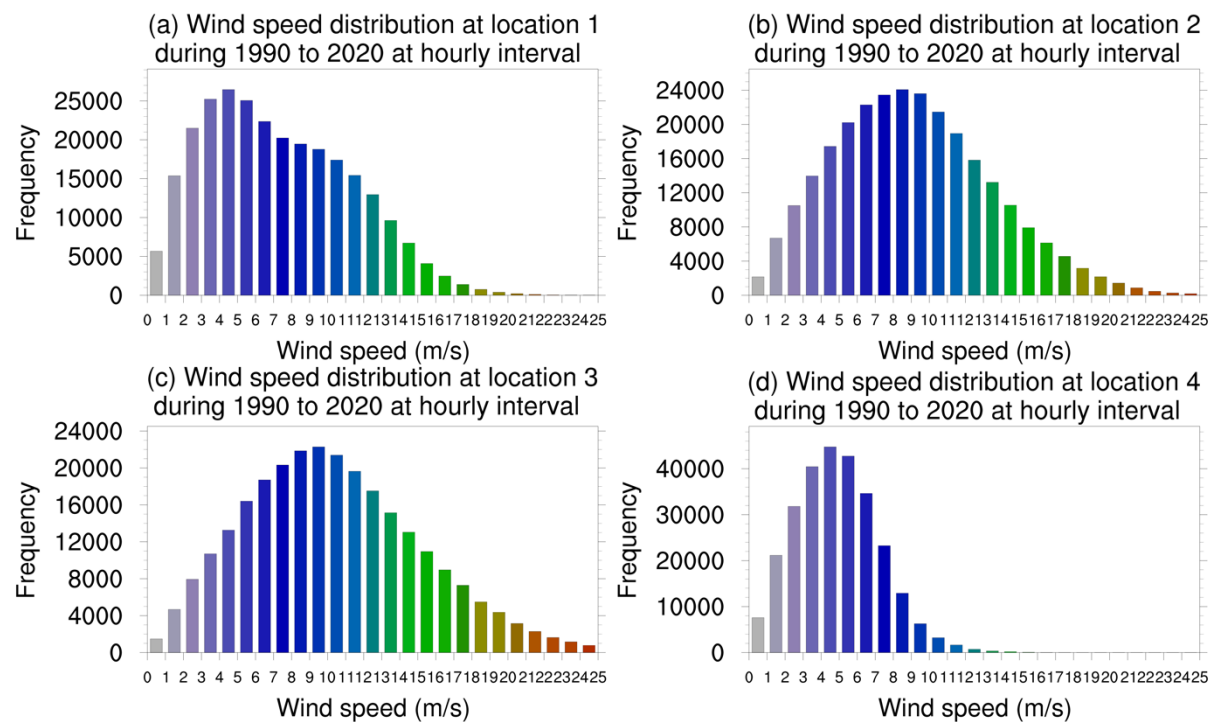 (a) Wind speed distribution at location 1
during 1990 to 2020 at hourly interval
Frequency
25000
20000
15000
10000
5000
0
0 1 2 3 4 5 6 7 8 9 10 11 12 13 14 15 16 17 18 19 20 21 22 23 24 25
Wind speed (m/s)
(b) Wind speed distribution at location 2
during 1990 to 2020 at hourly interval
Frequency
24000
20000
16000
12000
8000
4000
0
0 1 2 3 4 5 6 7 8 9 10 11 12 13 14 15 16 17 18 19 20 21 22 23 24 25
Wind speed (m/s)
(c) Wind speed distribution at location 3
during 1990 to 2020 at hourly interval
Frequency
24000
20000
16000
12000
8000
4000
0
0 1 2 3 4 5 6 7 8 9 10 11 12 13 14 15 16 17 18 19 20 21 22 23 24 25
Wind speed (m/s)
(d) Wind speed distribution at location 4
during 1990 to 2020 at hourly interval
Frequency
40000
30000
20000
10000
0
0 1 2 3 4 5 6 7 8 9 10 11 12 13 14 15 16 17 18 19 20 21 22 23 24 25
Wind speed (m/s)